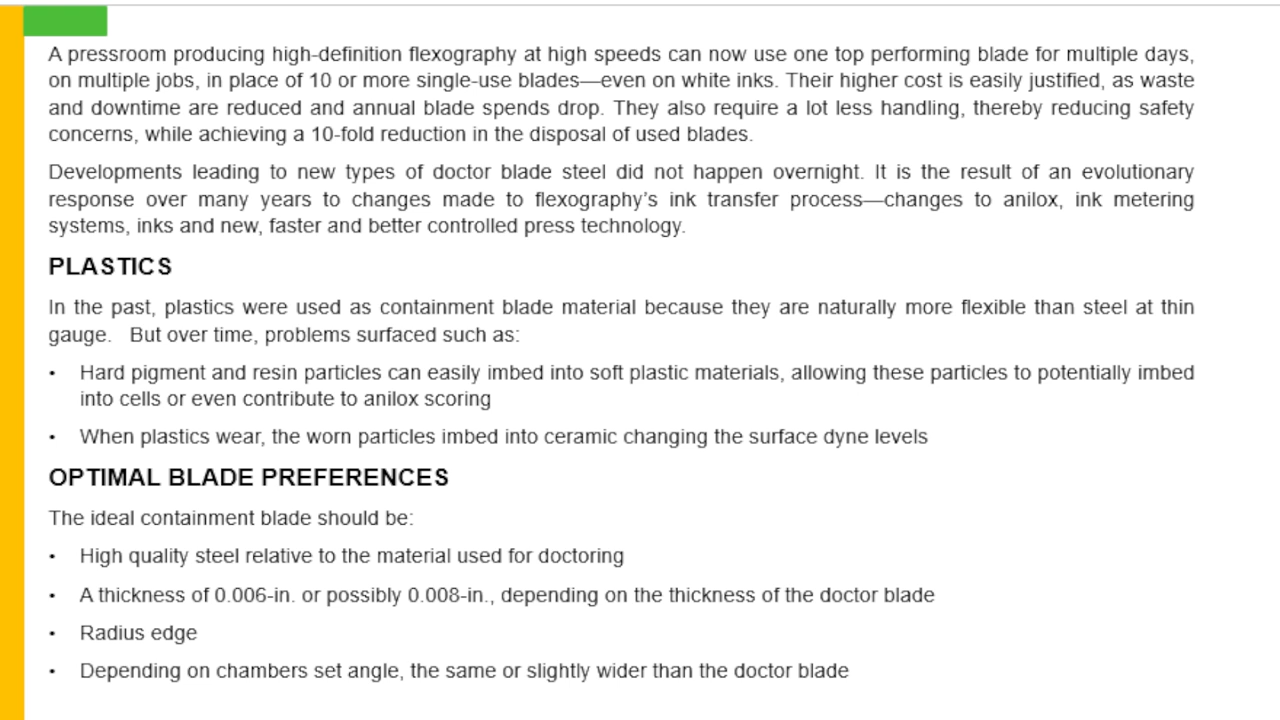 A pressroom producing high-definition flexography at high speeds can now use one top performing blade for multiple days,
on multiple jobs, in place of 10 or more single-use blades—even on white inks. Their higher cost is easily justified, as waste
and downtime are reduced and annual blade spends drop. They also require a lot less handling, thereby reducing safety
concerns, while achieving a 10-fold reduction in the disposal of used blades.
Developments leading to new types of doctor blade steel did not happen overnight. It is the result of an evolutionary
response over many years to changes made to flexography’s ink transfer process—changes to anilox, ink metering
systems, inks and new, faster and better controlled press technology.
PLASTICS
In the past, plastics were used as containment blade material because they are naturally more flexible than steel at thin
gauge. But over time, problems surfaced such as:
• Hard pigment and resin particles can easily imbed into soft plastic materials, allowing these particles to potentially imbed
into cells or even contribute to anilox scoring
• When plastics wear, the worn particles imbed into ceramic changing the surface dyne levels
OPTIMAL BLADE PREFERENCES
The ideal containment blade should be:
• High quality steel relative to the material used for doctoring
• A thickness of 0.006-in. or possibly 0.008-in., depending on the thickness of the doctor blade
• Radius edge
• Depending on chambers set angle, the same or slightly wider than the doctor blade